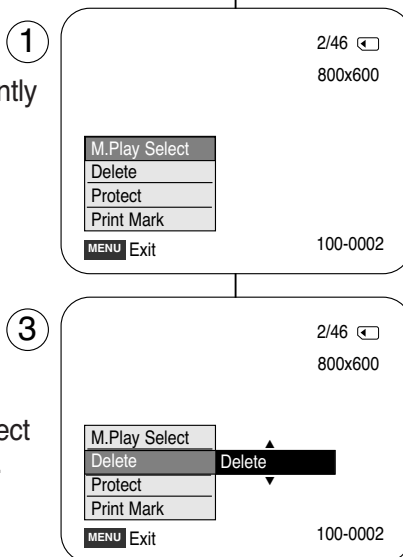 1
2/46
ntly
800x600
M.Play Select
Delete
Protect
Print Mark
MENU Exit
100-0002
3
2/46
800x600
ect
M.Play Select
Delete Delete
Protect
Print Mark
MENU Exit
100-0002